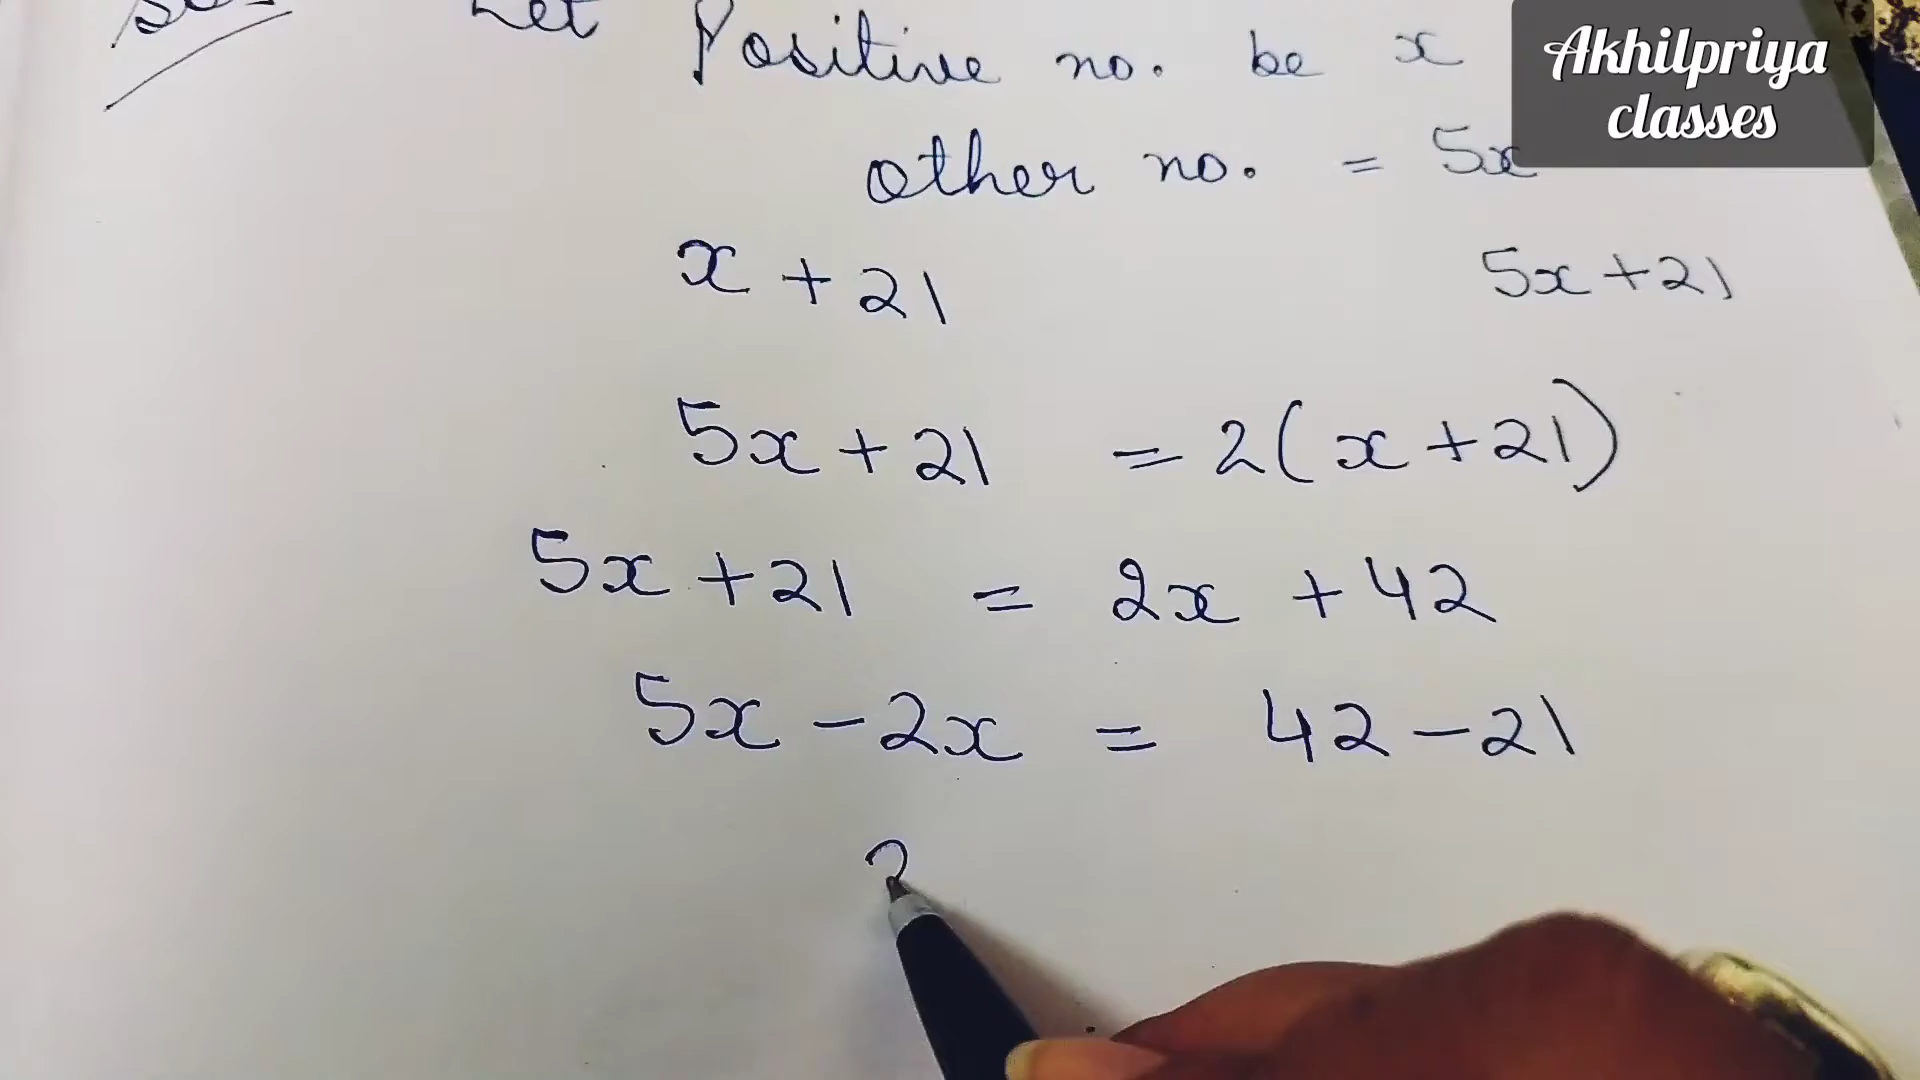 Let Positive no. be x
other no. = 5x
x + 21 5x + 21
5x + 21 = 2(x + 21)
5x + 21 = 2x + 42
5x - 2x = 42 - 21
Akhilpriya
classes